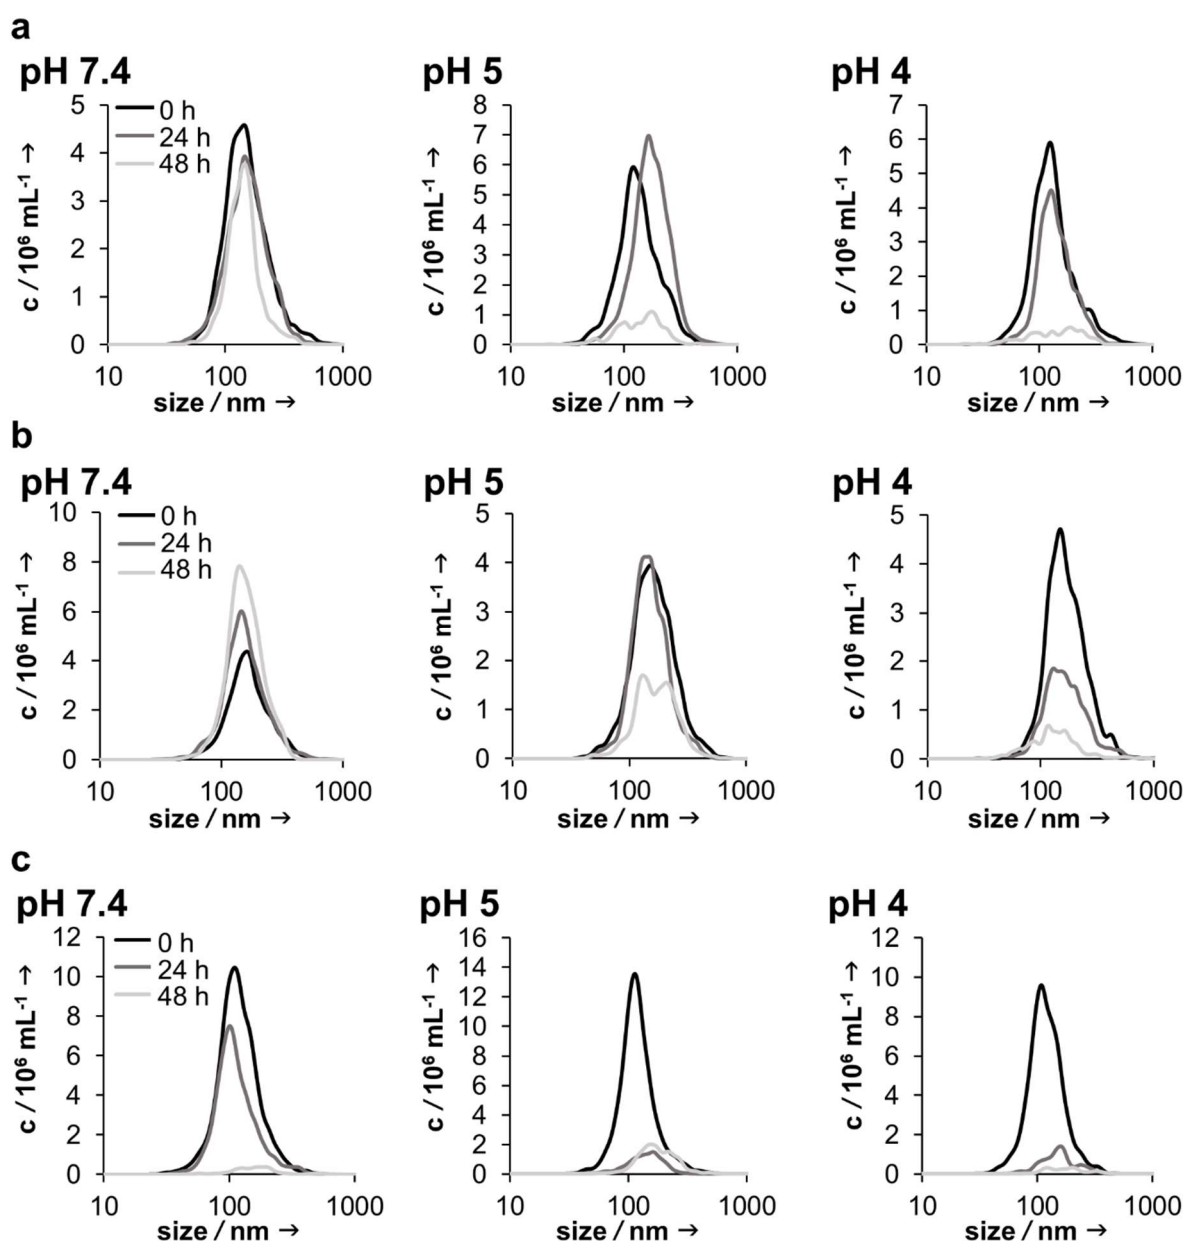 a
pH 7.4 pH 5 pH 4
5 8 7
0 h
7 6
24 h
4 6 5
48 h
3 5 4
4
2 3 3
2 2
1 1 1
0 0 0
c / 10⁶ mL⁻¹ → c / 10⁶ mL⁻¹ → c / 10⁶ mL⁻¹ →
10 100 1000 10 100 1000 10 100 1000
size / nm → size / nm → size / nm →
b
pH 7.4 pH 5 pH 4
10 5 5
0 h
24 h
8 4 4
48 h
6 3 3
4 2 2
2 1 1
0 0 0
c / 10⁶ mL⁻¹ → c / 10⁶ mL⁻¹ → c / 10⁶ mL⁻¹ →
10 100 1000 10 100 1000 10 100 1000
size / nm → size / nm → size / nm →
c
pH 7.4 pH 5 pH 4
12 16 12
0 h
14
24 h
10 12 10
48 h
8 10 8
6 8 6
6
4 4 4
2 2 2
0 0 0
c / 10⁶ mL⁻¹ → c / 10⁶ mL⁻¹ → c / 10⁶ mL⁻¹ →
10 100 1000 10 100 1000 10 100 1000
size / nm → size / nm → size / nm →